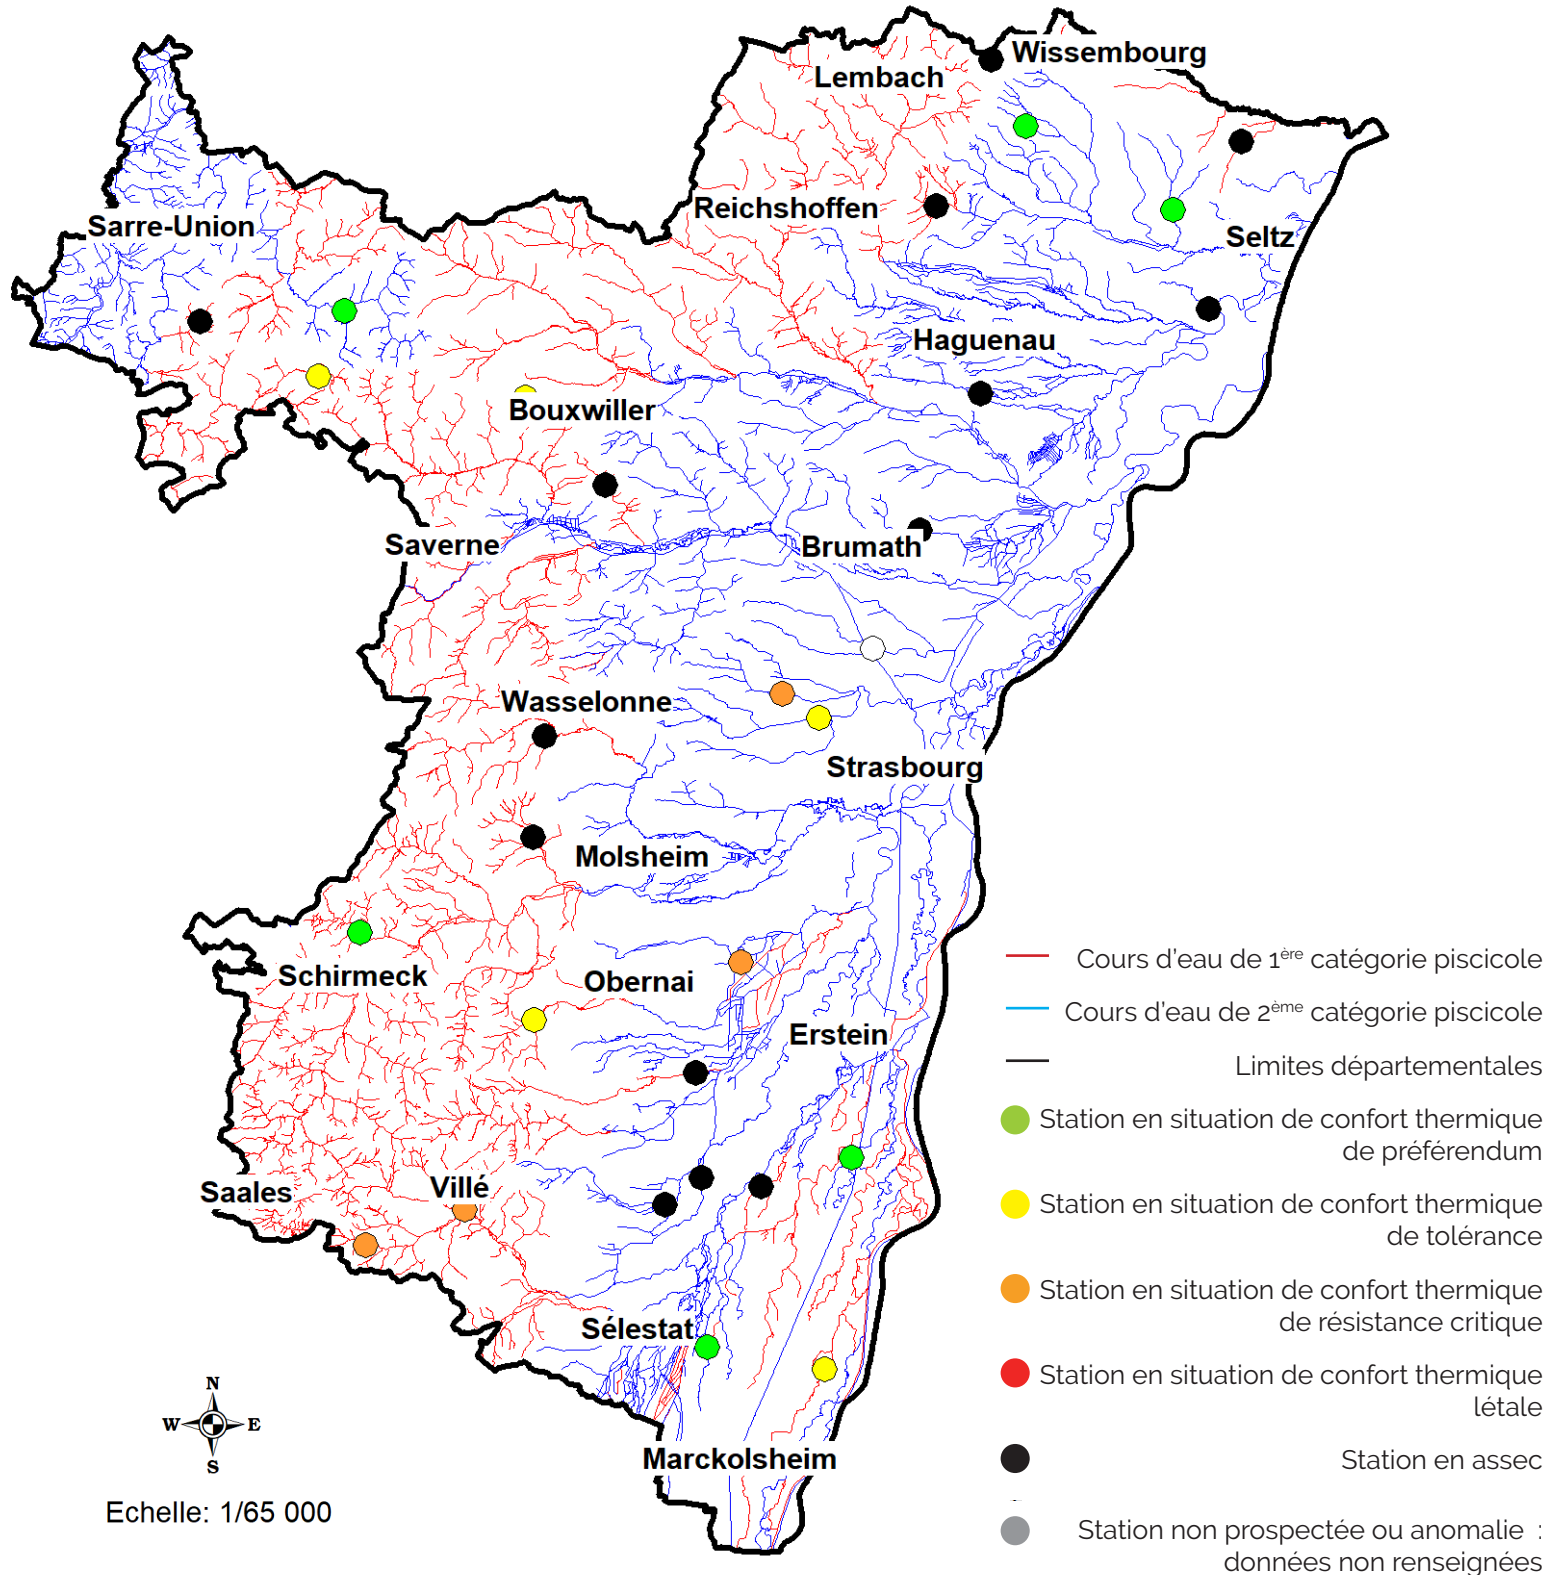 Wissembourg
Lembach
Reichshoffen
Sarre-Union
Seltz
Haguenau
Bouxwiller
Saverne
Brumath
Wasselonne
Strasbourg
Molsheim
Schirmeck
Obernai
Erstein
Saales
Villé
Sélestat
Marckolsheim
N
W E
S
Echelle: 1/65 000
Cours d'eau de 1ère catégorie piscicole
Cours d'eau de 2ème catégorie piscicole
Limites départementales
Station en situation de confort thermique
de préférendum
Station en situation de confort thermique
de tolérance
Station en situation de confort thermique
de résistance critique
Station en situation de confort thermique
létale
Station en assec
Station non prospectée ou anomalie :
données non renseignées